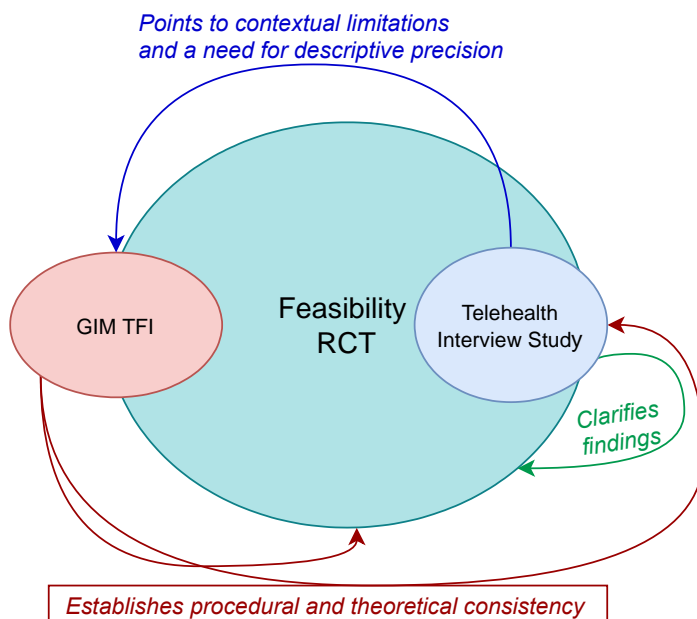 Points to contextual limitations
and a need for descriptive precision
Feasibility
RCT
GIM TFI
Telehealth
Interview Study
Clarifies
findings
Establishes procedural and theoretical consistency